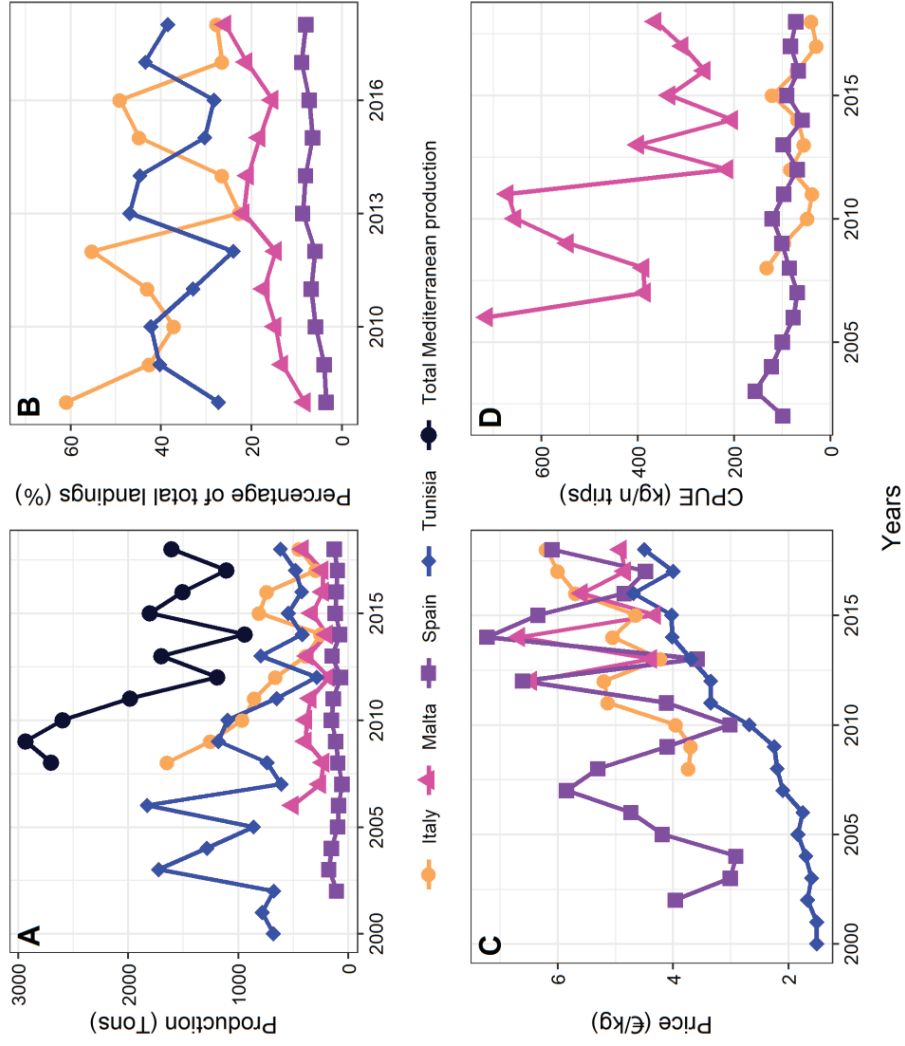 A
Production (Tons)
3000
2000
1000
0
2000
2005
2010
2015
B
Percentage of total landings (%)
60
40
20
0
2010
2013
2016
Italy Malta Spain Tunisia Total Mediterranean production
C
Price (€/kg)
6
4
2
2000
2005
2010
2015
D
CPUE (kg/n trips)
600
400
200
0
2005
2010
2015
Years